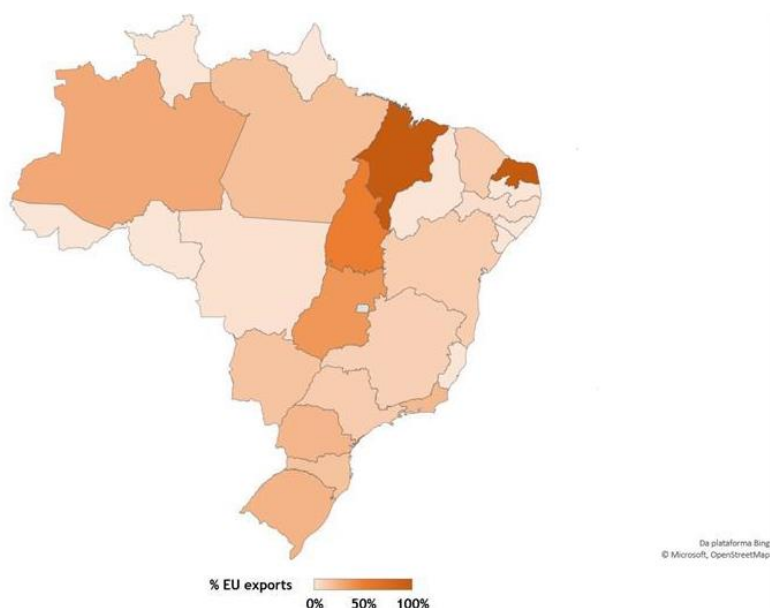 Da plataforma Bing
© Microsoft, OpenStreetMap
% EU exports
0% 50% 100%